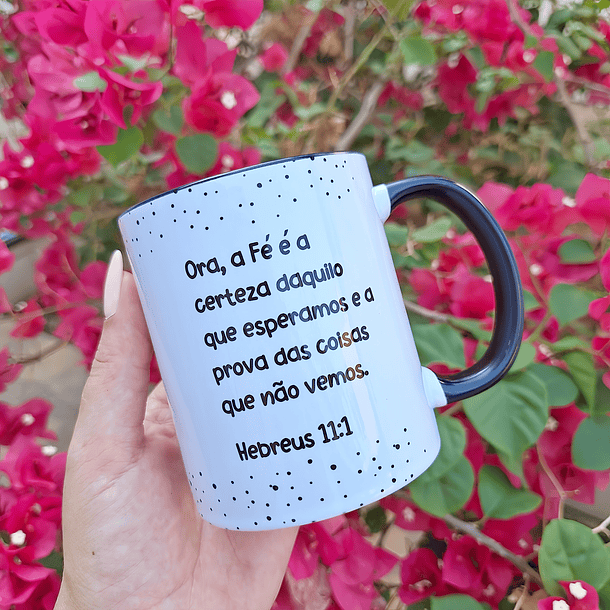 Ora, a Fé é a
certeza daquilo
que esperamos e a
prova das coisas
que não vemos.
Hebreus 11:1